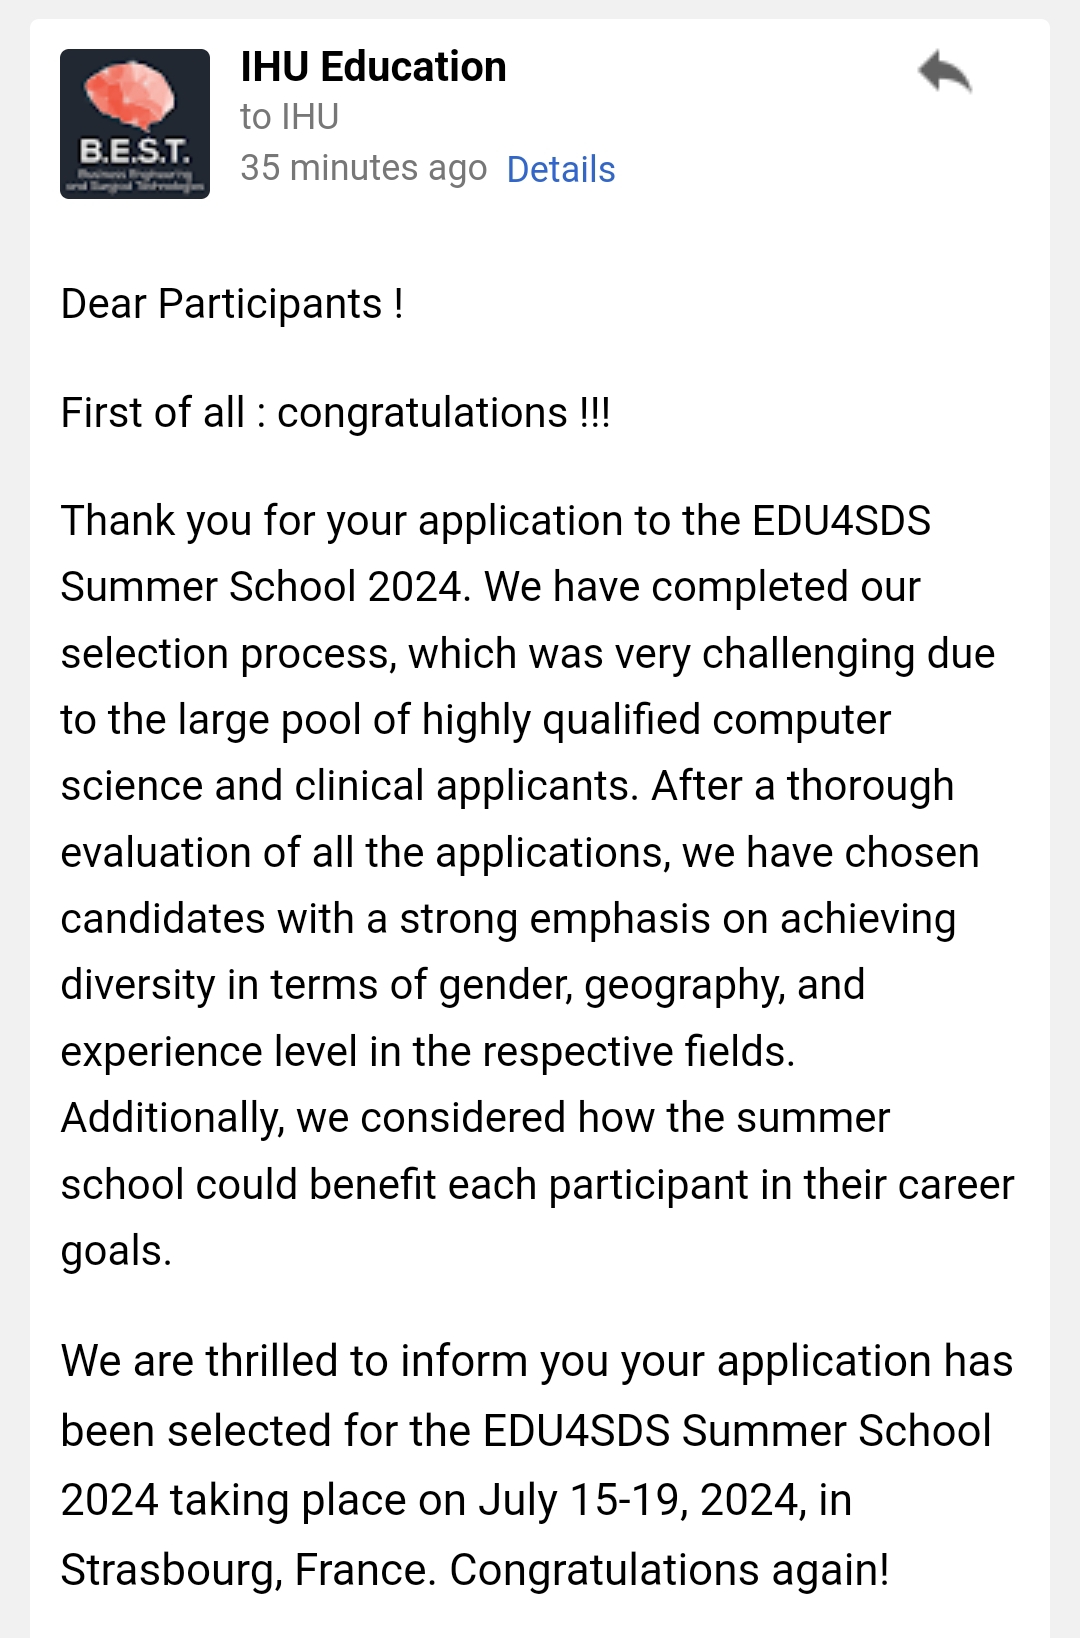 B.E.S.T.
Business Engineering
and Surgical Technologies
IHU Education
to IHU
35 minutes ago Details
Dear Participants !
First of all : congratulations !!!
Thank you for your application to the EDU4SDS
Summer School 2024. We have completed our
selection process, which was very challenging due
to the large pool of highly qualified computer
science and clinical applicants. After a thorough
evaluation of all the applications, we have chosen
candidates with a strong emphasis on achieving
diversity in terms of gender, geography, and
experience level in the respective fields.
Additionally, we considered how the summer
school could benefit each participant in their career
goals.
We are thrilled to inform you your application has
been selected for the EDU4SDS Summer School
2024 taking place on July 15-19, 2024, in
Strasbourg, France. Congratulations again!